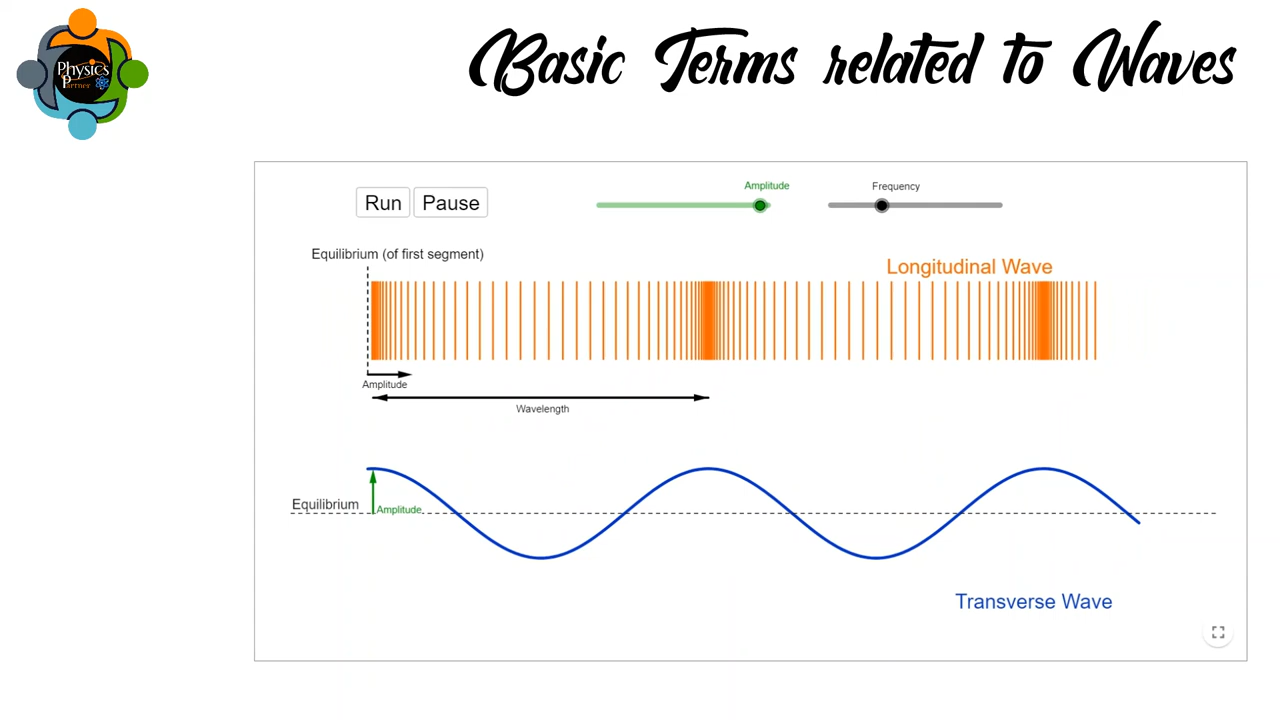 Physics
Partner
Basic Terms related to Waves
Run
Pause
Amplitude
Frequency
Equilibrium (of first segment)
Longitudinal Wave
Amplitude
Wavelength
Equilibrium
Amplitude
Transverse Wave